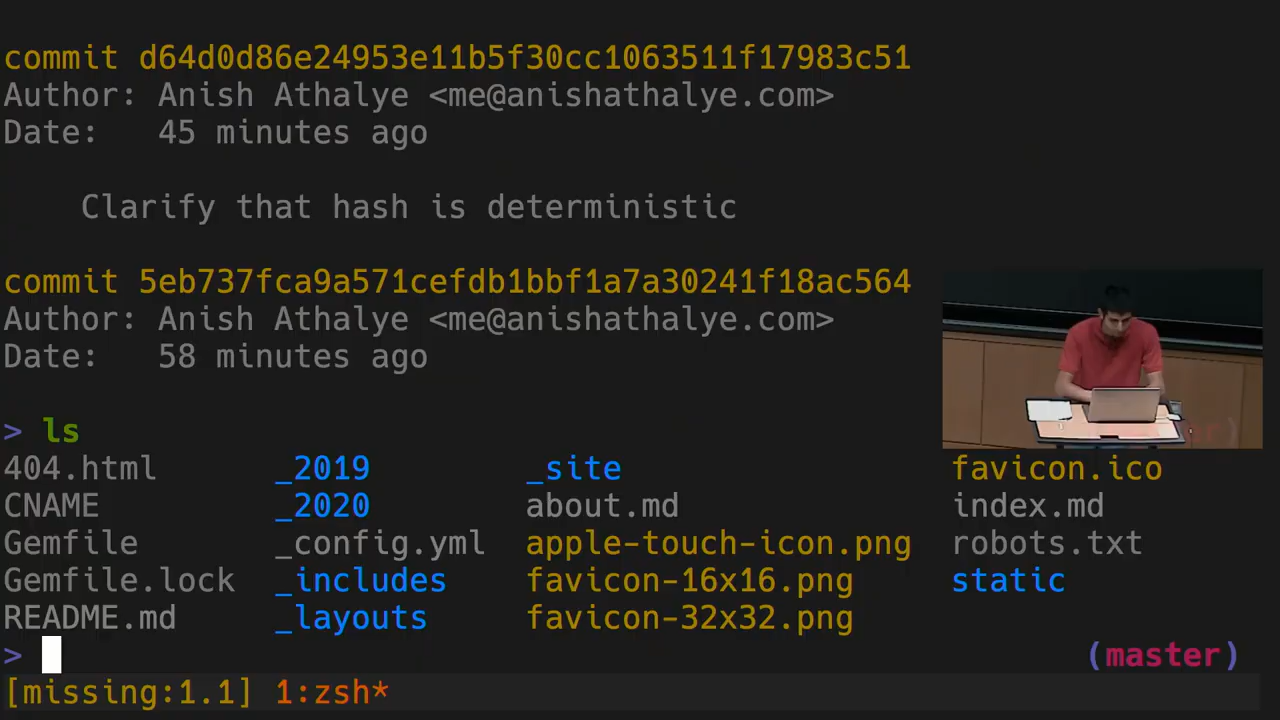 commit d64d0d86e24953e11b5f30cc1063511f17983c51
Author: Anish Athalye <me@anishathalye.com>
Date:   45 minutes ago
Clarify that hash is deterministic
commit 5eb737fca9a571cefdb1bbf1a7a30241f18ac564
Author: Anish Athalye <me@anishathalye.com>
Date:   58 minutes ago
> ls
404.html _2019 _site favicon.ico
CNAME _2020 about.md index.md
Gemfile _config.yml apple-touch-icon.png robots.txt
Gemfile.lock _includes favicon-16x16.png static
README.md _layouts favicon-32x32.png
> (master)
[missing:1.1] 1:zsh*